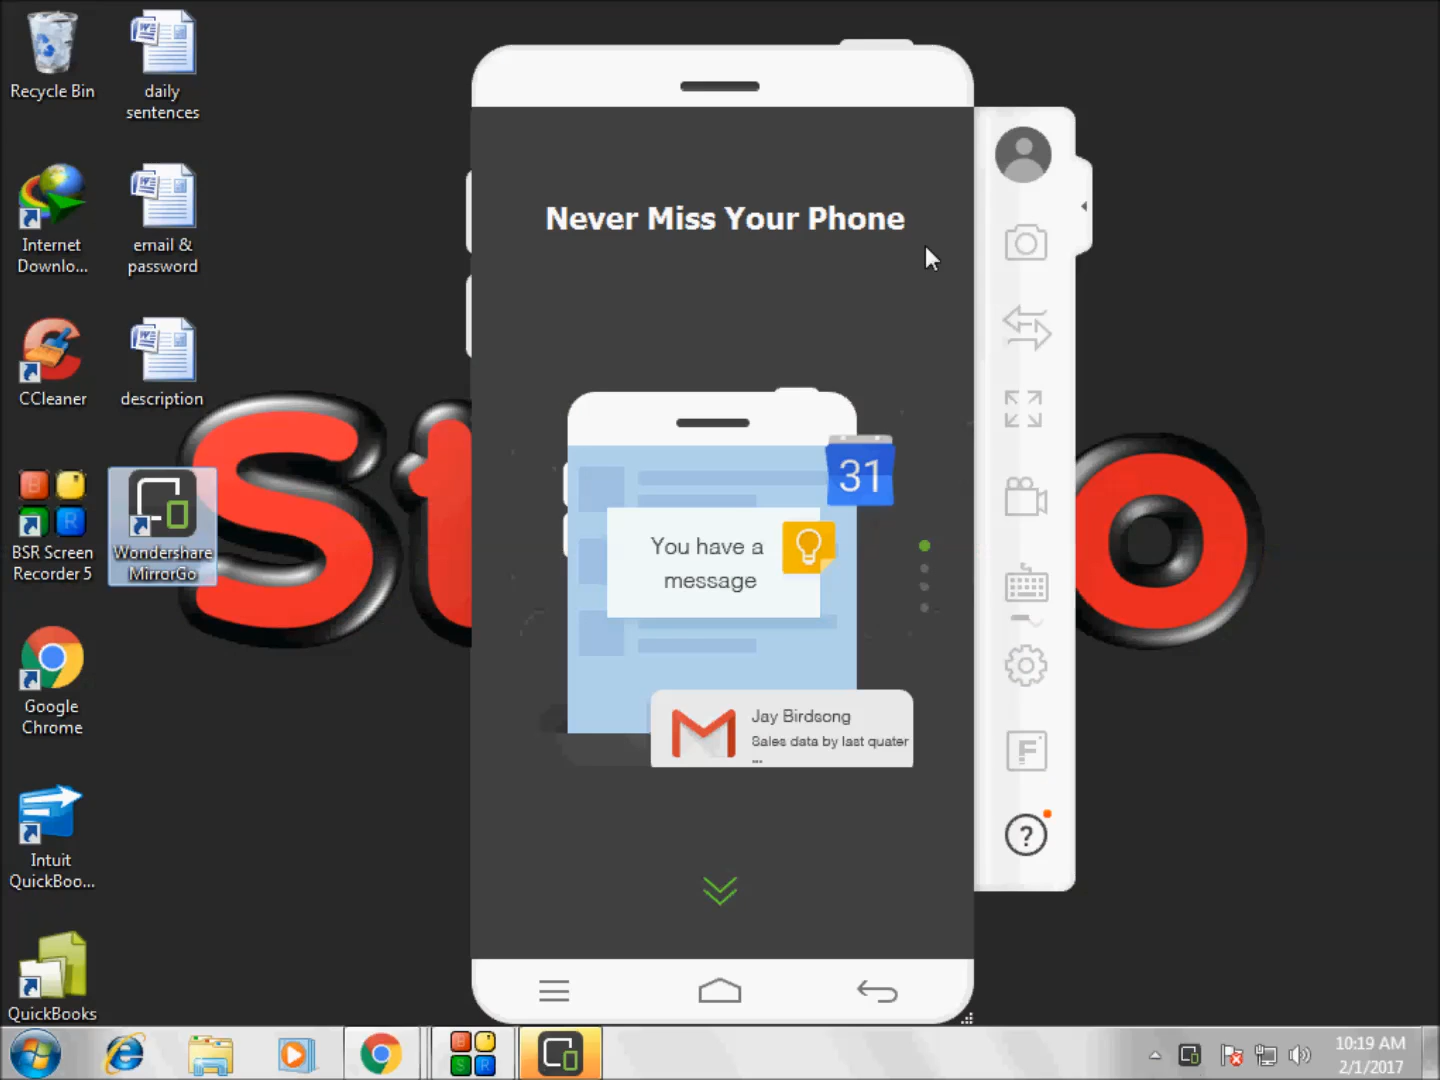 Recycle Bin
daily
sentences
Internet
Downlo...
email &
password
CCleaner
description
BSR Screen
Recorder 5
Wondershare
MirrorGo
Google
Chrome
Intuit
QuickBoo...
QuickBooks
St
o
Never Miss Your Phone
31
You have a
message
Jay Birdsong
Sales data by last quater
...
F
?
B
S R
10:19 AM
2/1/2017